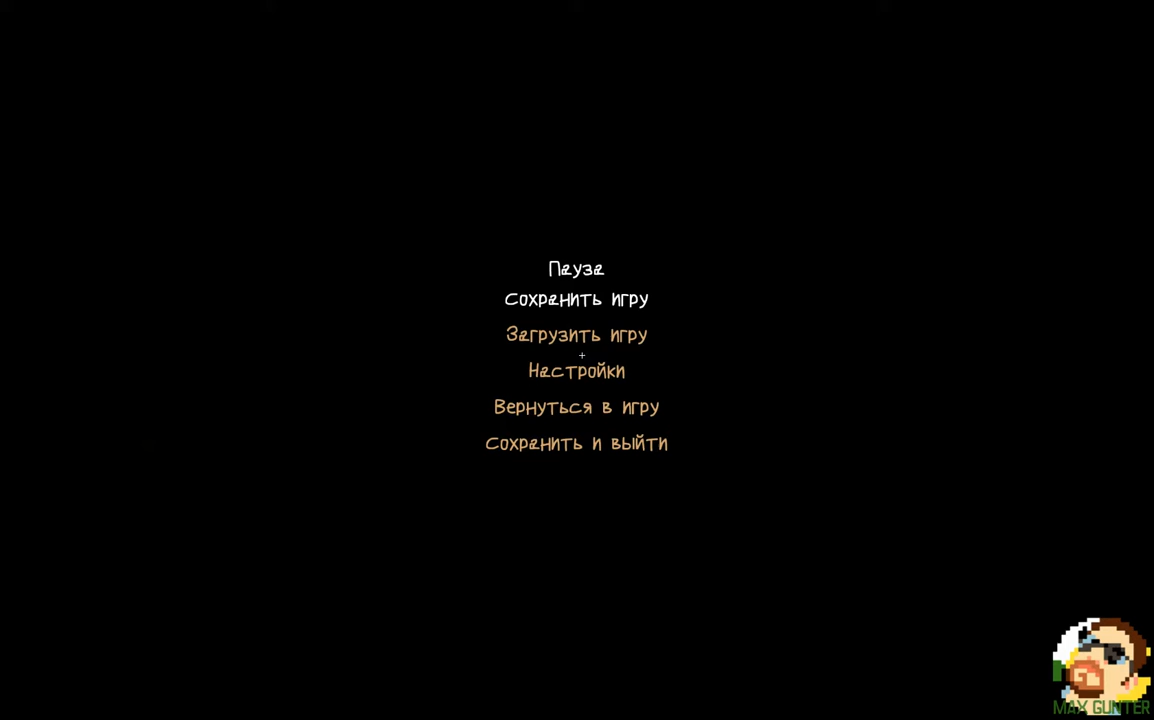 Пауза
Сохранить игру
Загрузить игру
Настройки
Вернуться в игру
Сохранить и выйти
MAX GUNTER